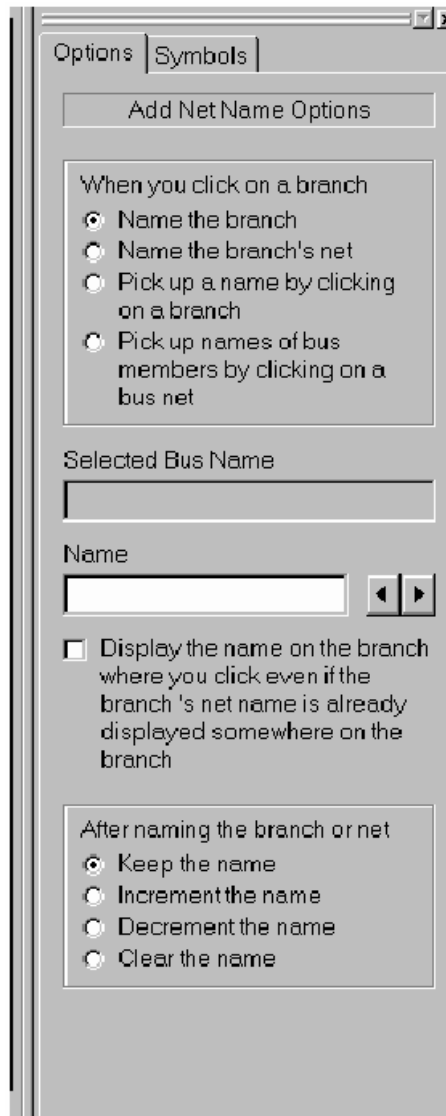 Options Symbols
Add Net Name Options
When you click on a branch
Name the branch
Name the branch's net
Pick up a name by clicking
on a branch
Pick up names of bus
members by clicking on a
bus net
Selected Bus Name
Name
Display the name on the branch
where you click even if the
branch 's net name is already
displayed somewhere on the
branch
After naming the branch or net
Keep the name
Increment the name
Decrement the name
Clear the name